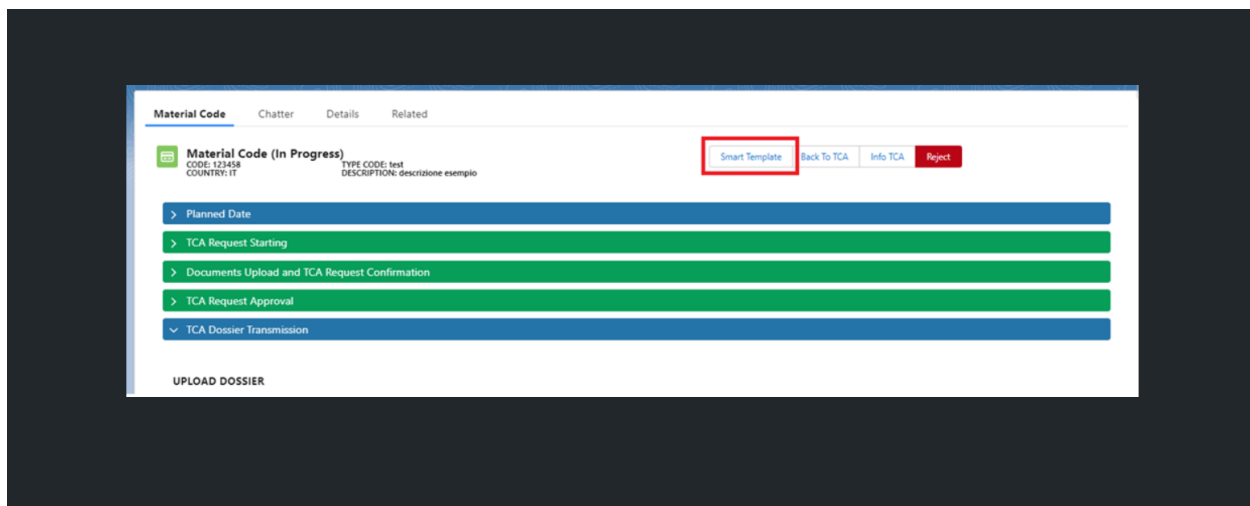 Material Code Chatter Details Related
Material Code (In Progress)
CODE: 123458 TYPE CODE: test
COUNTRY: IT DESCRIPTION: descrizione esempio
Smart Template Back To TCA Info TCA Reject
Planned Date
TCA Request Starting
Documents Upload and TCA Request Confirmation
TCA Request Approval
TCA Dossier Transmission
UPLOAD DOSSIER